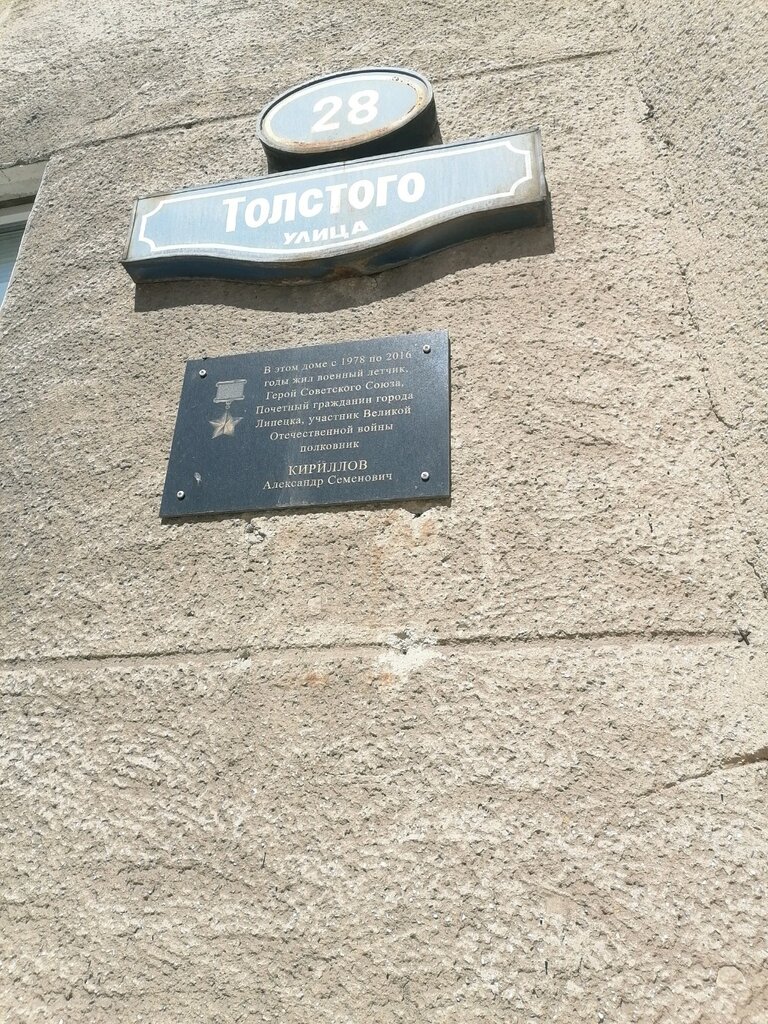 28
ТОЛСТОГО
УЛИЦА
В этом доме с 1978 по 2016
годы жил военный летчик,
Герой Советского Союза,
Почетный гражданин города
Липецка, участник Великой
Отечественной войны
полковник
КИРИЛЛОВ
Александр Семенович